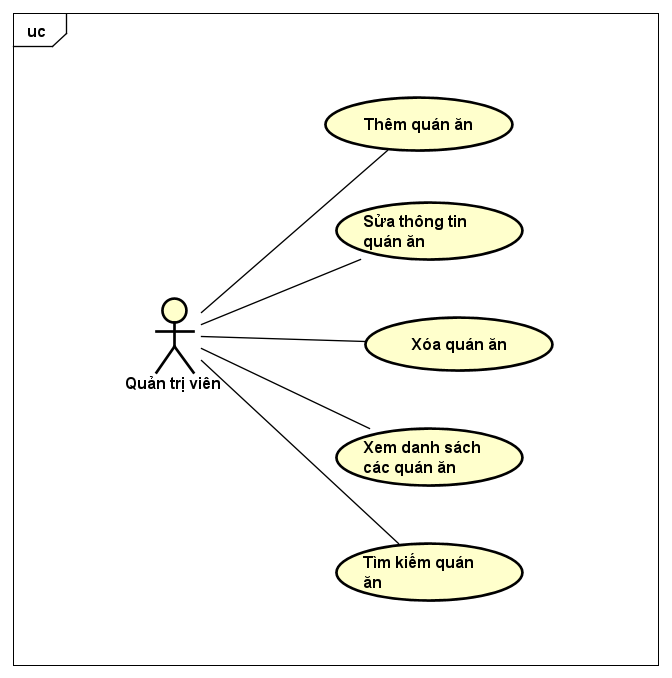 uc
Thêm quán ăn
Sửa thông tin
quán ăn
Xóa quán ăn
Quản trị viên
Xem danh sách
các quán ăn
Tìm kiếm quán
ăn